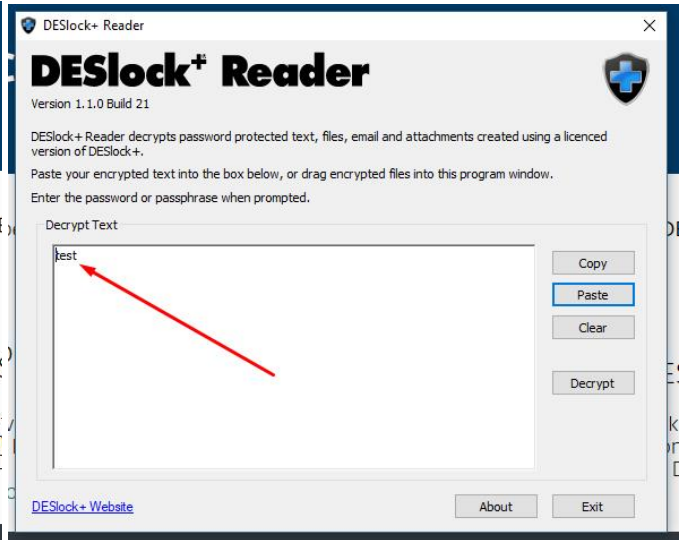 DESlock+ Reader
DESlock+ Reader
Version 1.1.0 Build 21
DESlock+ Reader decrypts password protected text, files, email and attachments created using a licenced
version of DESlock+.
Paste your encrypted text into the box below, or drag encrypted files into this program window.
Enter the password or passphrase when prompted.
Decrypt Text
test
Copy
Paste
Clear
Decrypt
DESlock+ Website
About
Exit